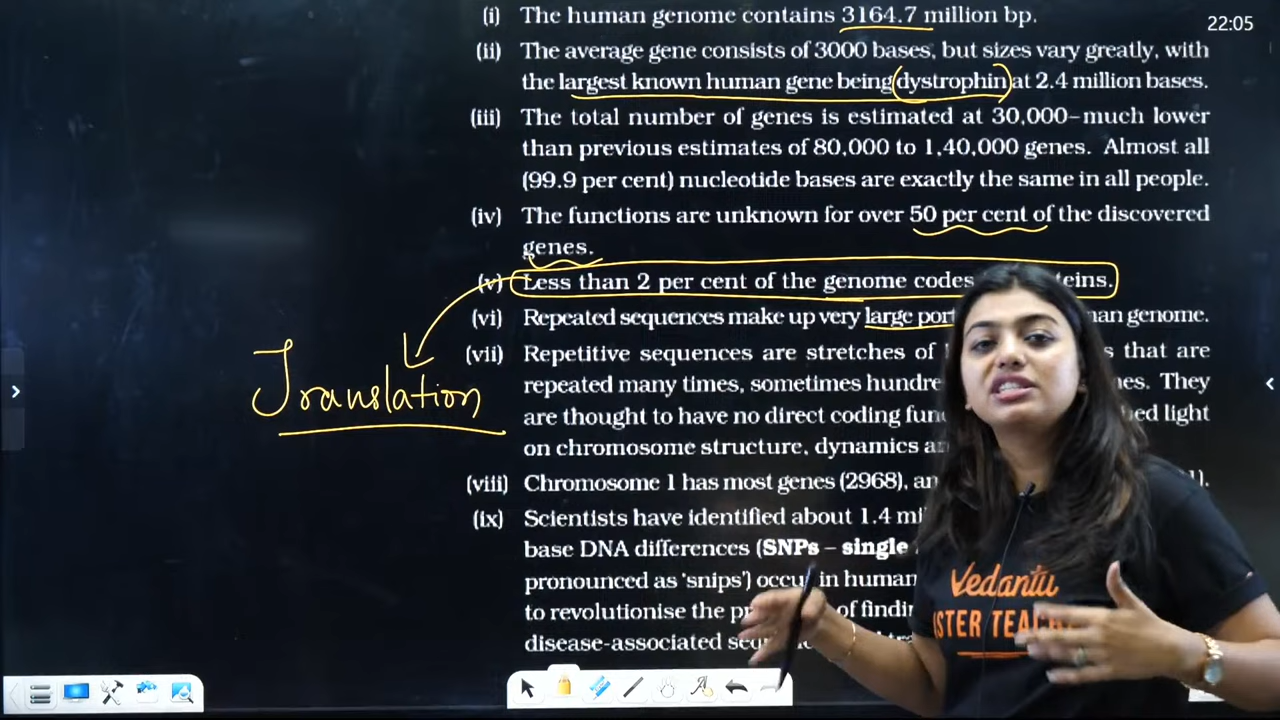 22:05
(i) The human genome contains 3164.7 million bp.
(ii) The average gene consists of 3000 bases, but sizes vary greatly, with
the largest known human gene being dystrophin at 2.4 million bases.
(iii) The total number of genes is estimated at 30,000–much lower
than previous estimates of 80,000 to 1,40,000 genes. Almost all
(99.9 per cent) nucleotide bases are exactly the same in all people.
(iv) The functions are unknown for over 50 per cent of the discovered
genes.
(v) Less than 2 per cent of the genome codes
(vi) Repeated sequences make up very large genome.
(vii) Repetitive sequences are stretches of that are
repeated many times, sometimes They
are thought to have no direct coding light
on chromosome structure, dynamics
(viii) Chromosome 1 has most genes (2968),
(ix) Scientists have identified about 1.4
base DNA differences (SNPs – single
pronounced as 'snips') occur in
to revolutionise the of
disease-associated
Translation
Vedantu